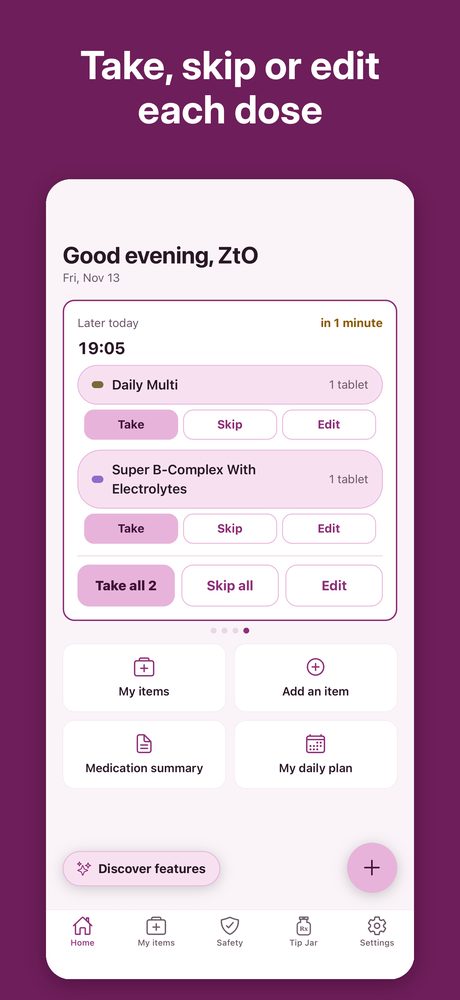 Take, skip or edit
each dose
Good evening, ZtO
Fri, Nov 13
Later today
in 1 minute
19:05
Daily Multi
1 tablet
Take
Skip
Edit
Super B-Complex With
Electrolytes
1 tablet
Take
Skip
Edit
Take all 2
Skip all
Edit
My items
Add an item
Medication summary
My daily plan
Discover features
Rx
Home
My items
Safety
Tip Jar
Settings